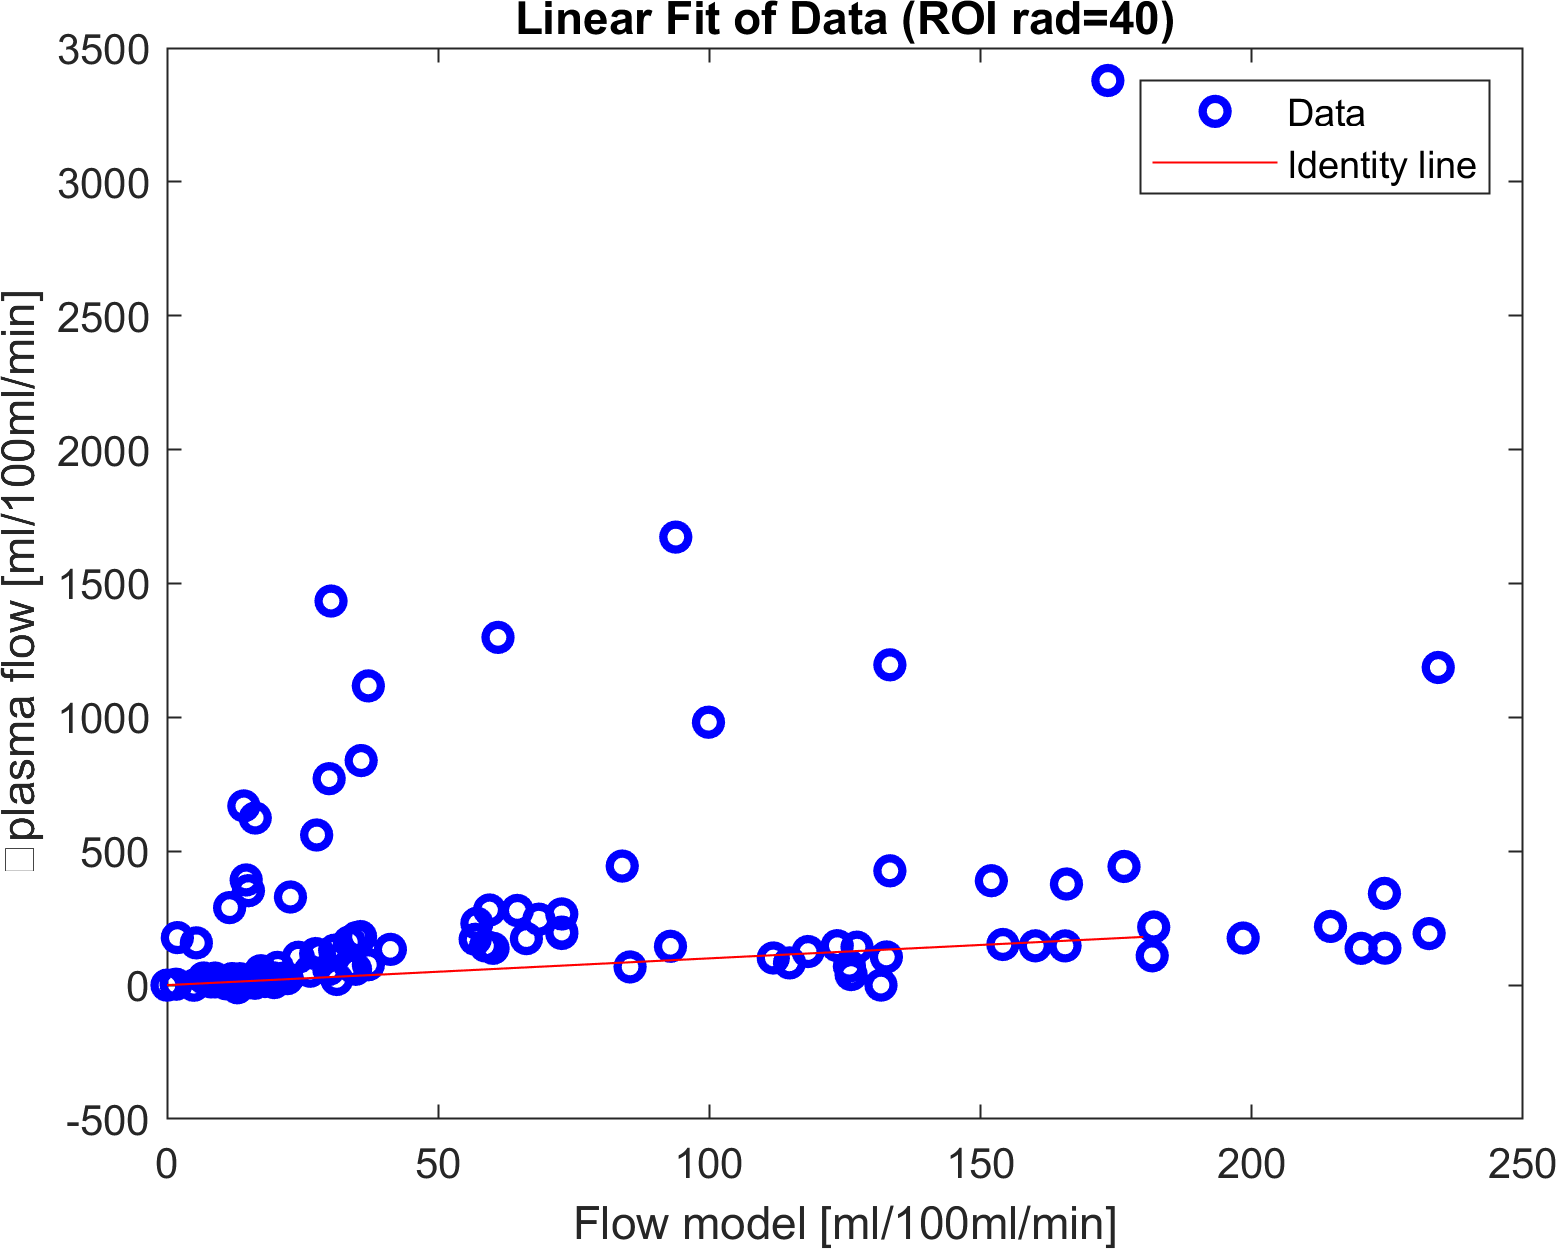 Linear Fit of Data (ROI rad=40)
3500
3000
2500
2000
1500
1000
500
0
-500
0 50 100 150 200 250
Data
Identity line
□plasma flow [ml/100ml/min]
Flow model [ml/100ml/min]